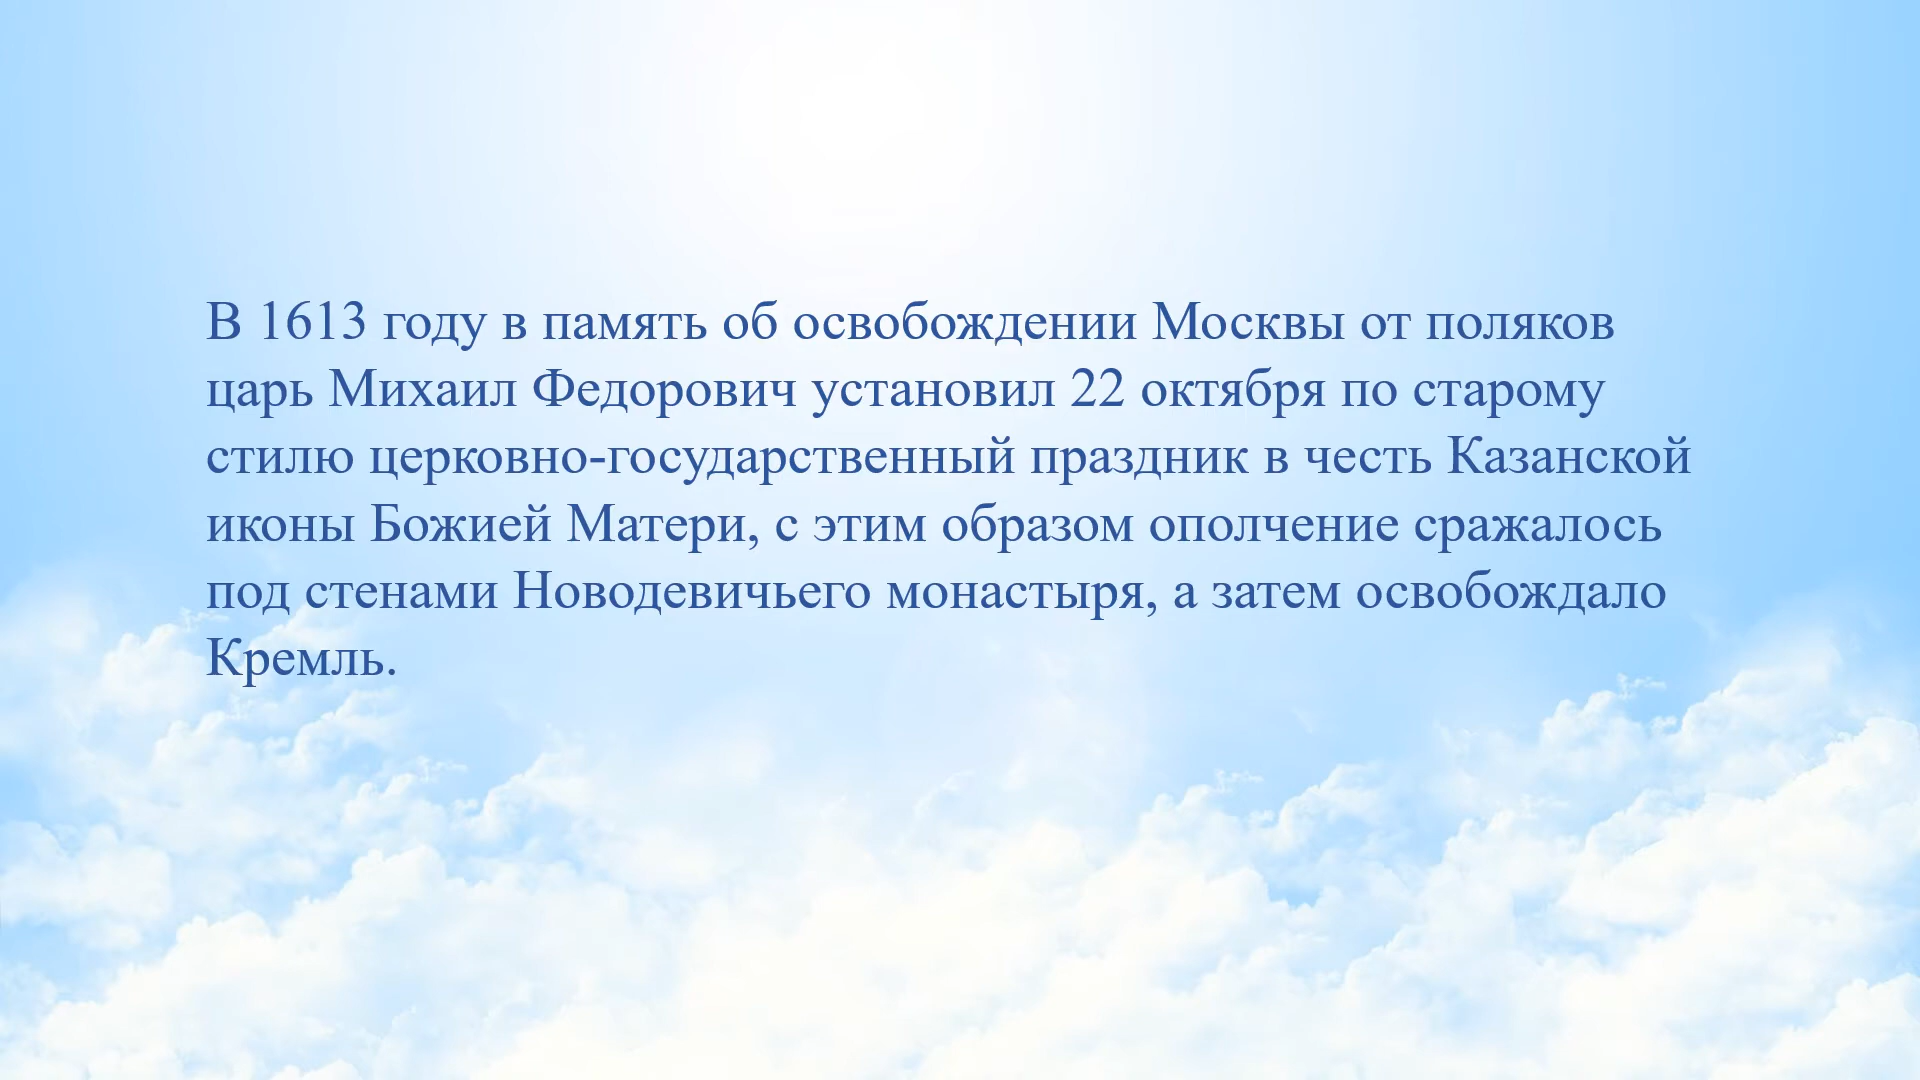 В 1613 году в память об освобождении Москвы от поляков
царь Михаил Федорович установил 22 октября по старому
стилю церковно-государственный праздник в честь Казанской
иконы Божией Матери, с этим образом ополчение сражалось
под стенами Новодевичьего монастыря, а затем освобождало
Кремль.